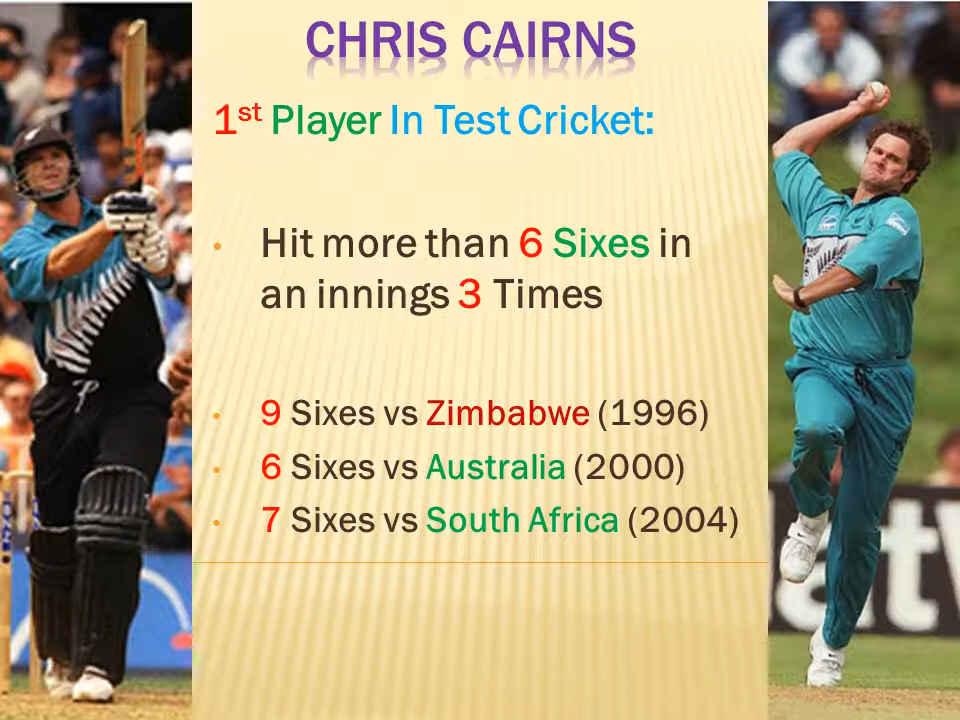 CHRIS CAIRNS
1st Player In Test Cricket:
• Hit more than 6 Sixes in
an innings 3 Times
• 9 Sixes vs Zimbabwe (1996)
• 6 Sixes vs Australia (2000)
• 7 Sixes vs South Africa (2004)